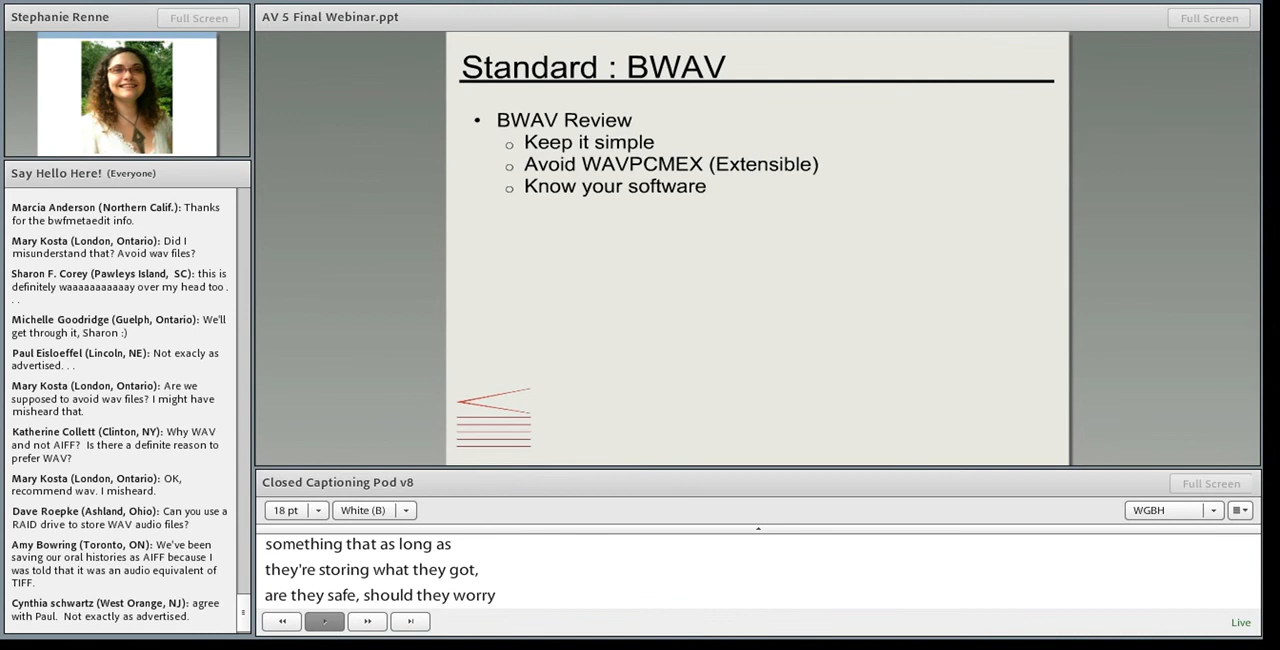 Stephanie Renne
Full Screen
Say Hello Here! (Everyone)
Marcia Anderson (Northern Calif.): Thanks
for the bwfmetaedit info.
Mary Kosta (London, Ontario): Did I
misunderstand that? Avoid wav files?
Sharon F. Corey (Pawleys Island, SC): this is
definitely waaaaaaaaaay over my head too .
. .
Michelle Goodridge (Guelph, Ontario): We'll
get through it, Sharon :)
Paul Eisloeffel (Lincoln, NE): Not exacly as
advertised. . .
Mary Kosta (London, Ontario): Are we
supposed to avoid wav files? I might have
misheard that.
Katherine Collett (Clinton, NY): Why WAV
and not AIFF? Is there a definite reason to
prefer WAV?
Mary Kosta (London, Ontario): OK,
recommend wav. I misheard.
Dave Roepke (Ashland, Ohio): Can you use a
RAID drive to store WAV audio files?
Amy Bowring (Toronto, ON): We've been
saving our oral histories as AIFF because I
was told that it was an audio equivalent of
TIFF.
Cynthia schwartz (West Orange, NJ): agree
with Paul. Not exactly as advertised.
AV 5 Final Webinar.ppt
Full Screen
Standard : BWAV
• BWAV Review
o Keep it simple
o Avoid WAVPCMEX (Extensible)
o Know your software
Closed Captioning Pod v8
Full Screen
18 pt
White (B)
WGBH
something that as long as
they're storing what they got,
are they safe, should they worry
Live